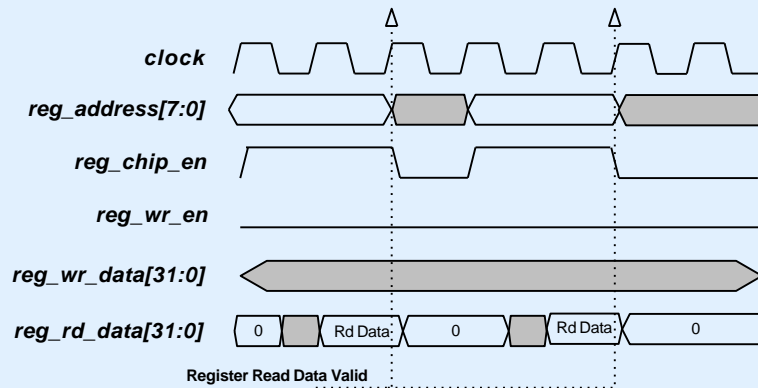 clock
reg_address[7:0]
reg_chip_en
reg_wr_en
reg_wr_data[31:0]
reg_rd_data[31:0] 0 Rd Data 0 Rd Data 0
Register Read Data Valid